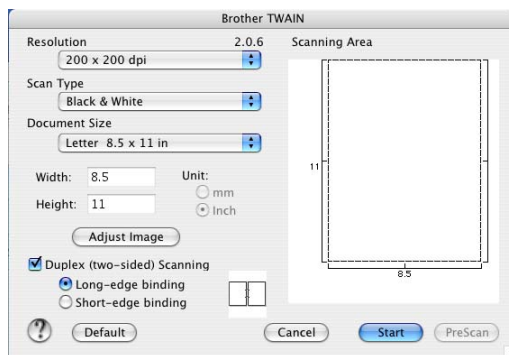 Brother TWAIN
Resolution 2.0.6
200 x 200 dpi
Scan Type
Black & White
Document Size
Letter 8.5 x 11 in
Width: 8.5
Height: 11
Unit:
mm
Inch
Adjust Image
Duplex (two-sided) Scanning
Long-edge binding
Short-edge binding
Scanning Area
11
8.5
? Default Cancel Start PreScan